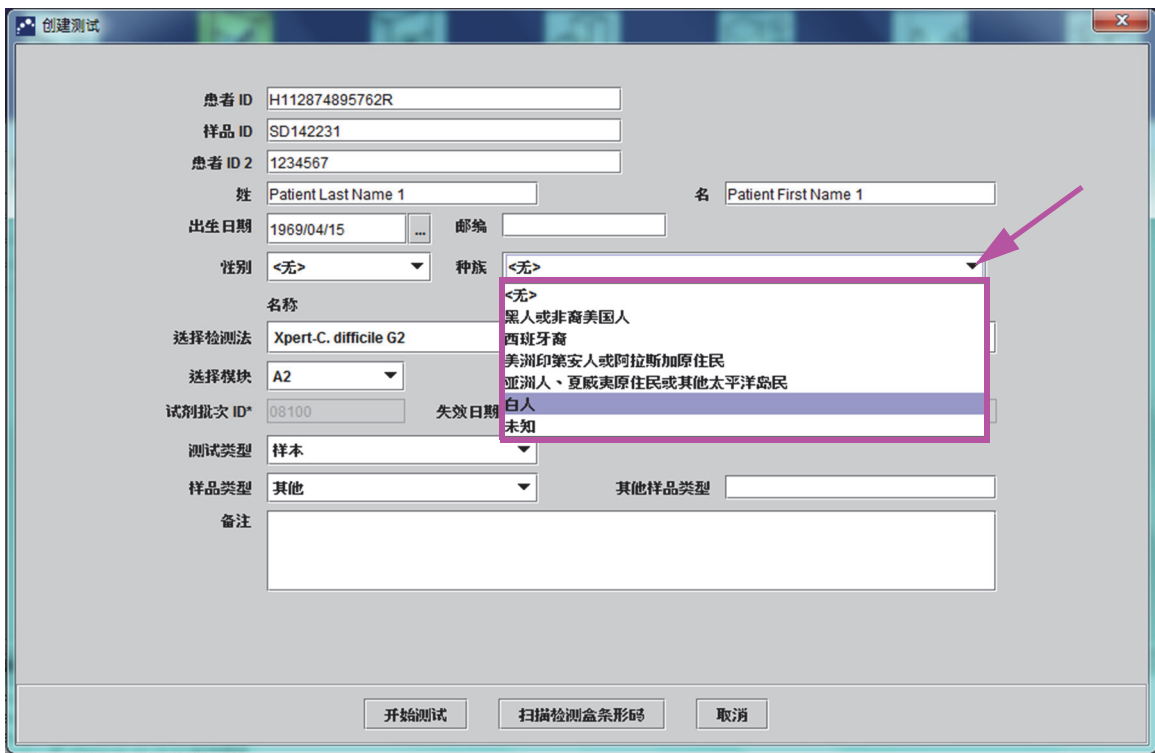 创建测试
患者 ID H112874895762R
样品 ID SD142231
患者 ID 2 1234567
姓 Patient Last Name 1 名 Patient First Name 1
出生日期 1969/04/15 ... 邮编
性别 <无> 种族 <无>
名称
<无>
黑人或非裔美国人
西班牙裔
美洲印第安人或阿拉斯加原住民
亚洲人、夏威夷原住民或其他太平洋岛民
白人
未知
选择检测法 Xpert-C. difficile G2
选择模块 A2
试剂批次 ID* 08100 失效日期
测试类型 样本
样品类型 其他 其他样品类型
备注
开始测试 扫描检测盒条形码 取消